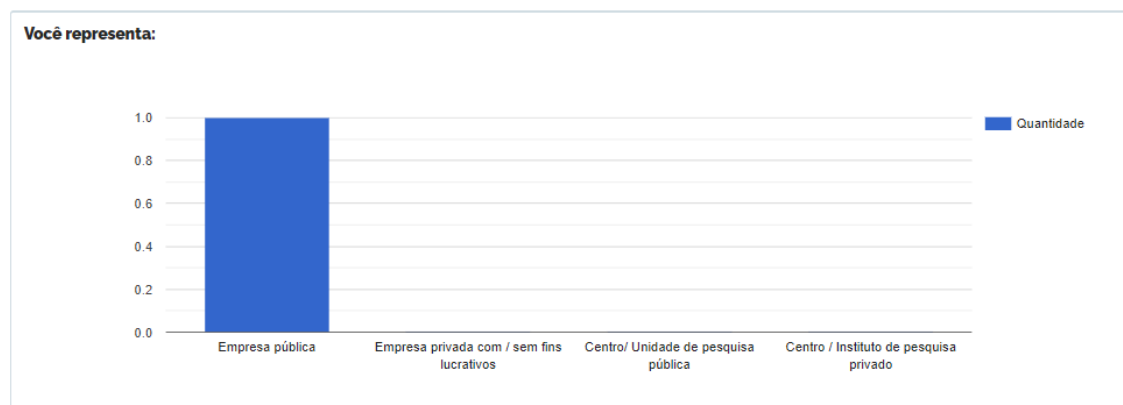 Você representa:
1.0
0.8
0.6
0.4
0.2
0.0
Quantidade
Empresa pública
Empresa privada com / sem fins
lucrativos
Centro/ Unidade de pesquisa
pública
Centro / Instituto de pesquisa
privado